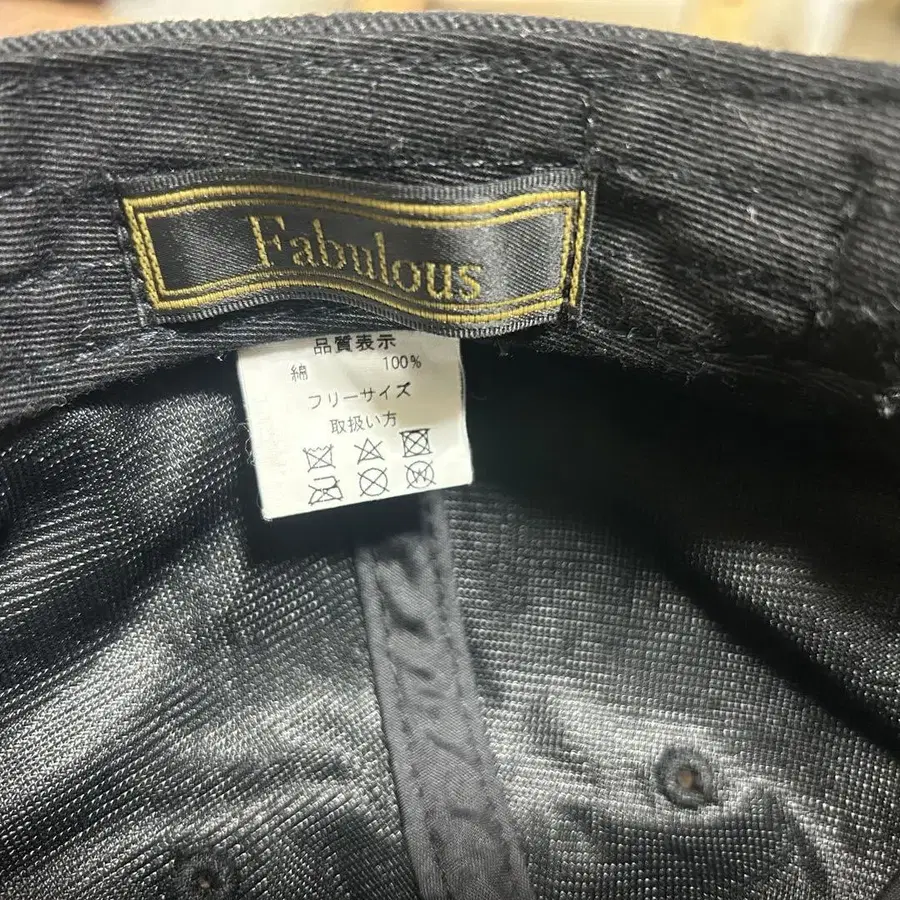 Fabulous
品質表示
綿 100%
フリーサイズ
取扱い方